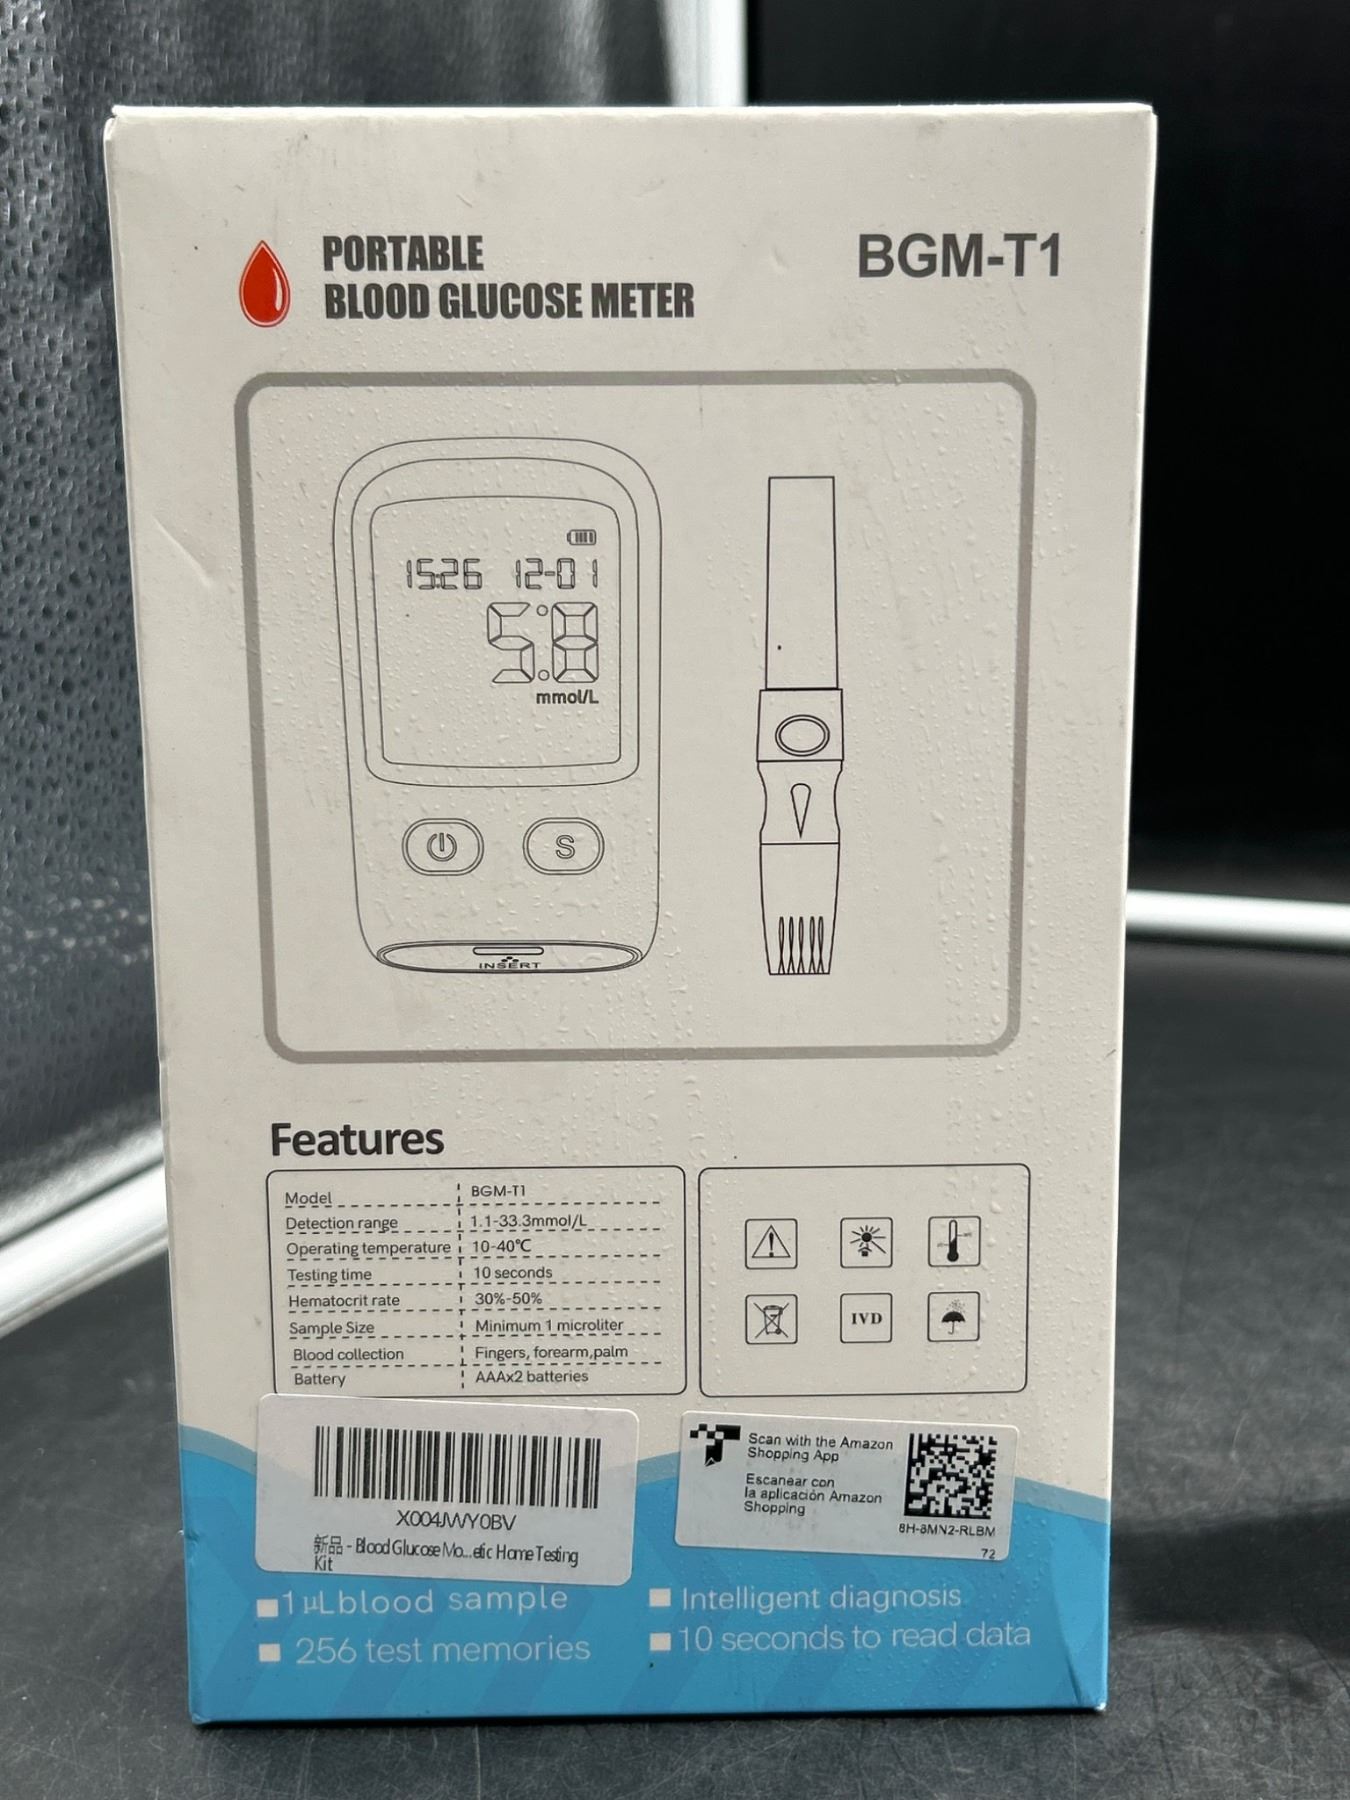 PORTABLE
BLOOD GLUCOSE METER
BGM-T1
15:26 12-01
5.8
mmol/L
S
INSERT
Features
Model BGM-T1
Detection range 1.1-33.3mmol/L
Operating temperature 10-40℃
Testing time 10 seconds
Hematocrit rate 30%-50%
Sample Size Minimum 1 microliter
Blood collection Fingers, forearm,palm
Battery AAAx2 batteries
IVD
X004JWY0BV
新品 - Blood Glucose Mo...etic Home Testing
Kit
Scan with the Amazon
Shopping App
Escanear con
la aplicación Amazon
Shopping
8H-8MN2-RLBM
72
1μLblood sample
256 test memories
Intelligent diagnosis
10 seconds to read data